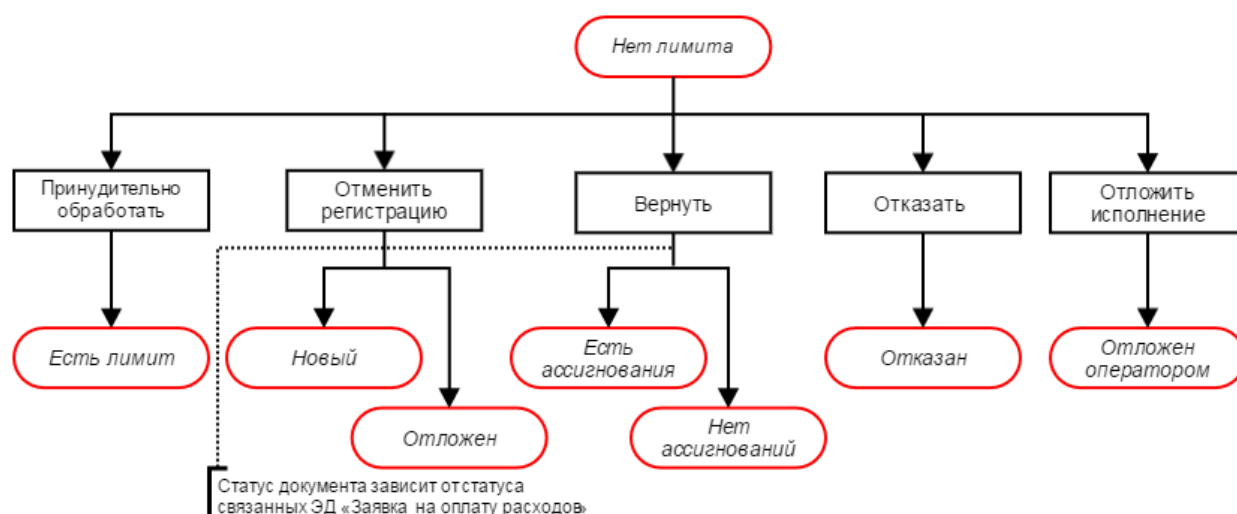 Нет лимита
Принудительно
обработать
Отменить
регистрацию
Вернуть
Отказать
Отложить
исполнение
Есть лимит
Новый
Есть
ассигнования
Отказан
Отложен
оператором
Отложен
Нет
ассигнований
Статус документа зависит от статуса
связанных ЭД «Заявка на оплату расходов»